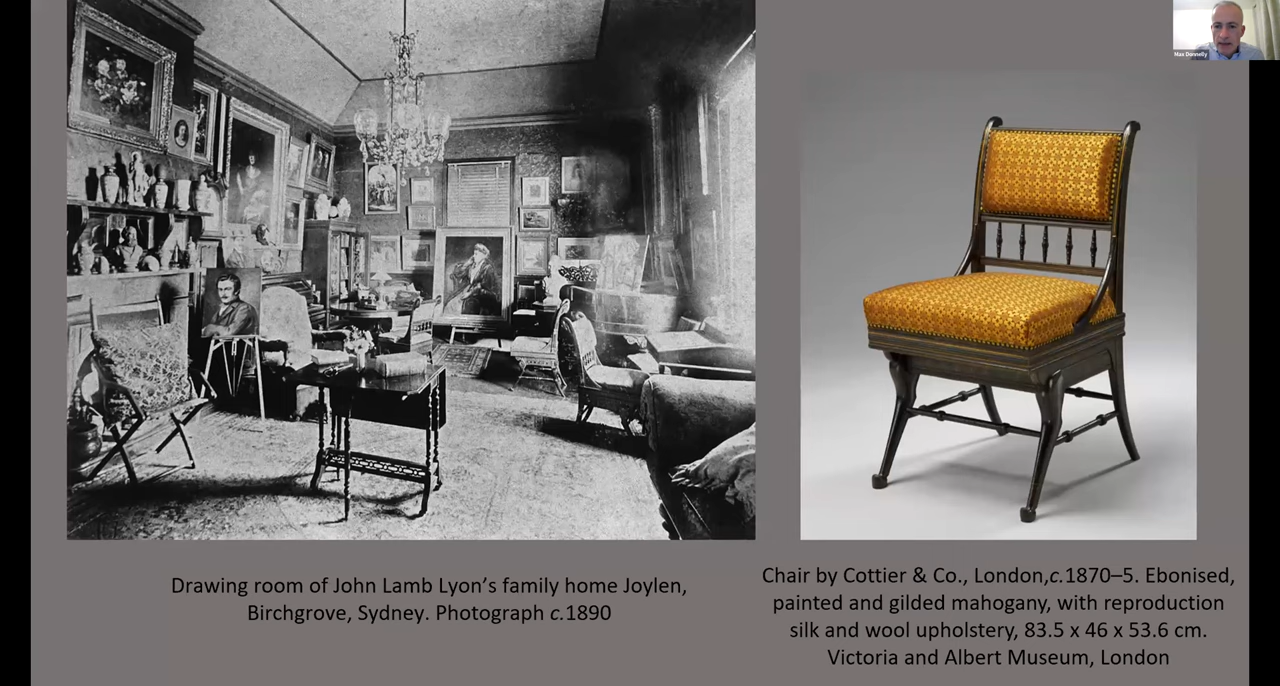 Max Donnelly
Drawing room of John Lamb Lyon’s family home Joylen,
Birchgrove, Sydney. Photograph c.1890
Chair by Cottier & Co., London,c.1870–5. Ebonised,
painted and gilded mahogany, with reproduction
silk and wool upholstery, 83.5 x 46 x 53.6 cm.
Victoria and Albert Museum, London